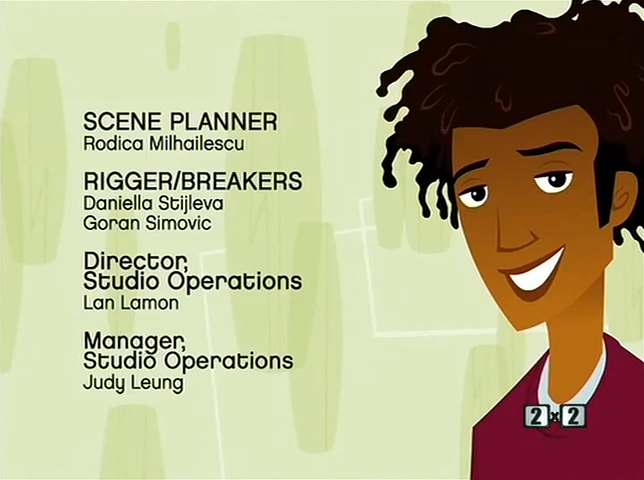 SCENE PLANNER
Rodica Milhailescu
RIGGER/BREAKERS
Daniella Stijleva
Goran Simovic
Director,
Studio Operations
Lan Lamon
Manager,
Studio Operations
Judy Leung
2x2